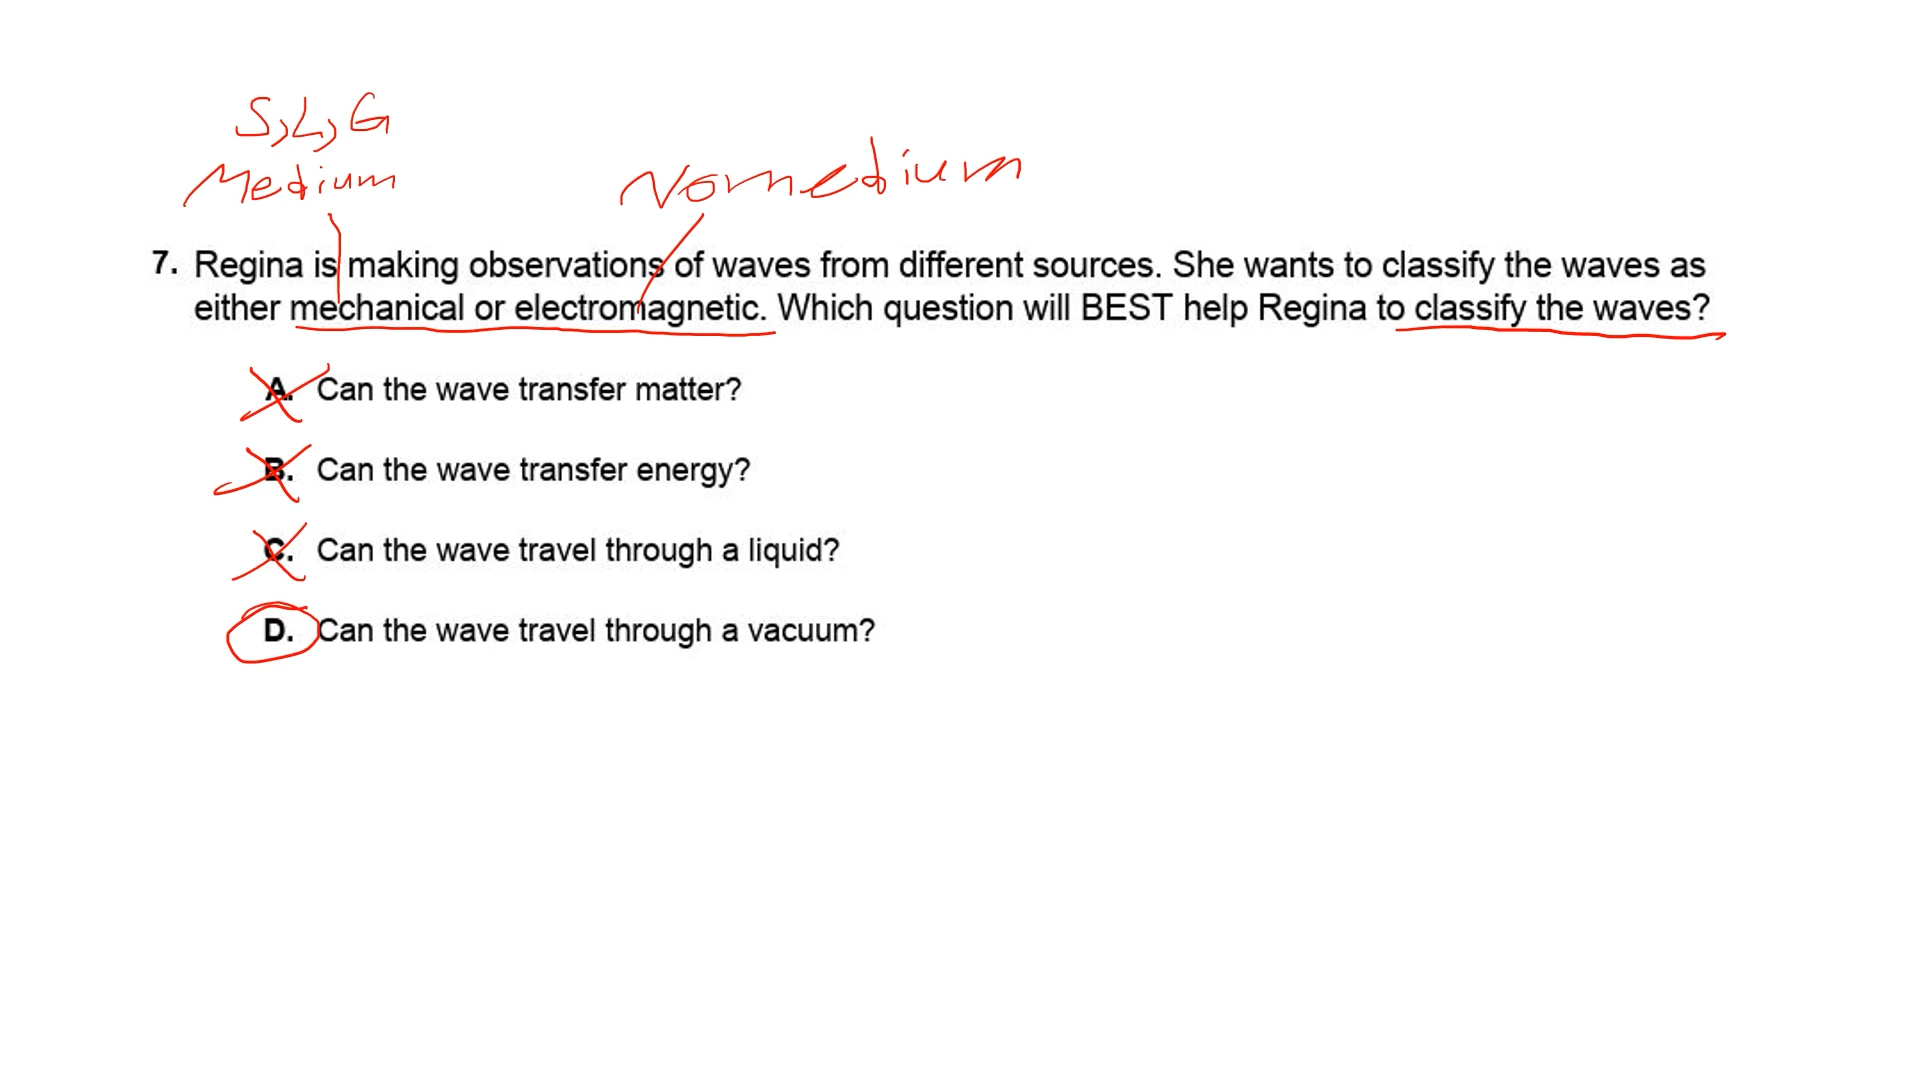 S, L, G
Medium
No medium
7. Regina is making observations of waves from different sources. She wants to classify the waves as
either mechanical or electromagnetic. Which question will BEST help Regina to classify the waves?
A. Can the wave transfer matter?
B. Can the wave transfer energy?
C. Can the wave travel through a liquid?
D. Can the wave travel through a vacuum?